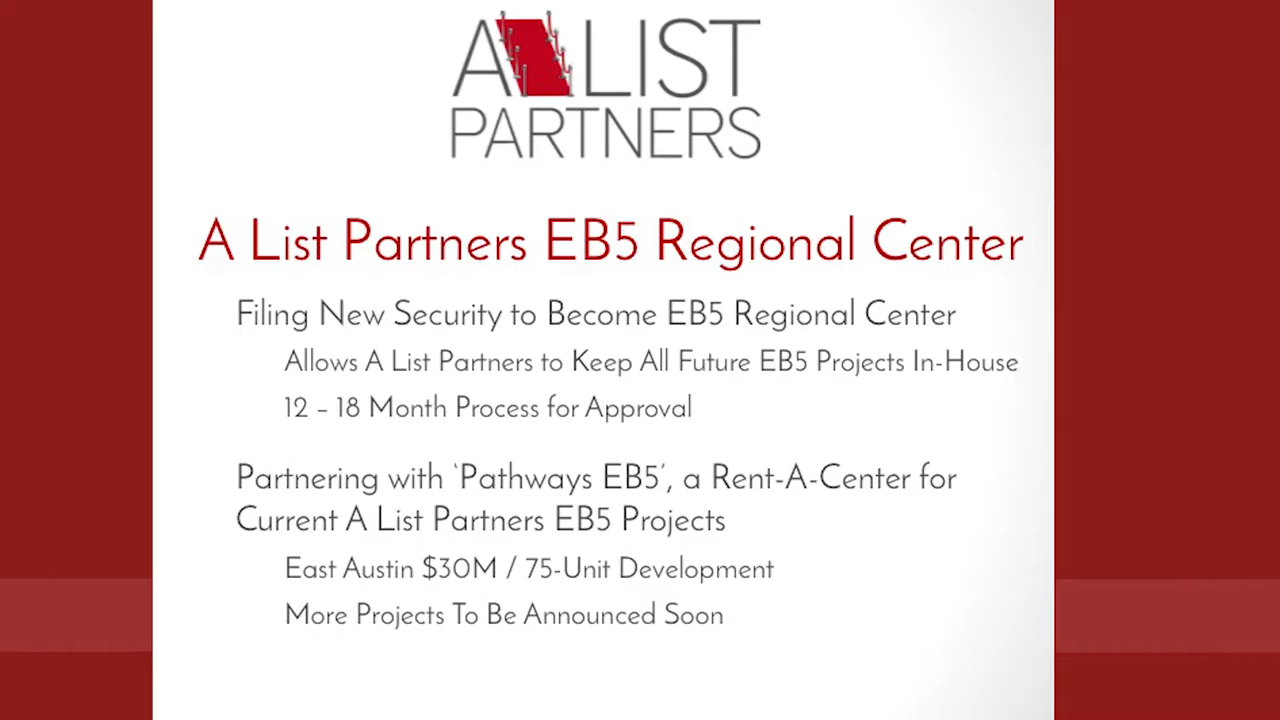 A LIST
PARTNERS
A List Partners EB5 Regional Center
Filing New Security to Become EB5 Regional Center
Allows A List Partners to Keep All Future EB5 Projects In-House
12 – 18 Month Process for Approval
Partnering with ‘Pathways EB5’, a Rent-A-Center for
Current A List Partners EB5 Projects
East Austin $30M / 75-Unit Development
More Projects To Be Announced Soon